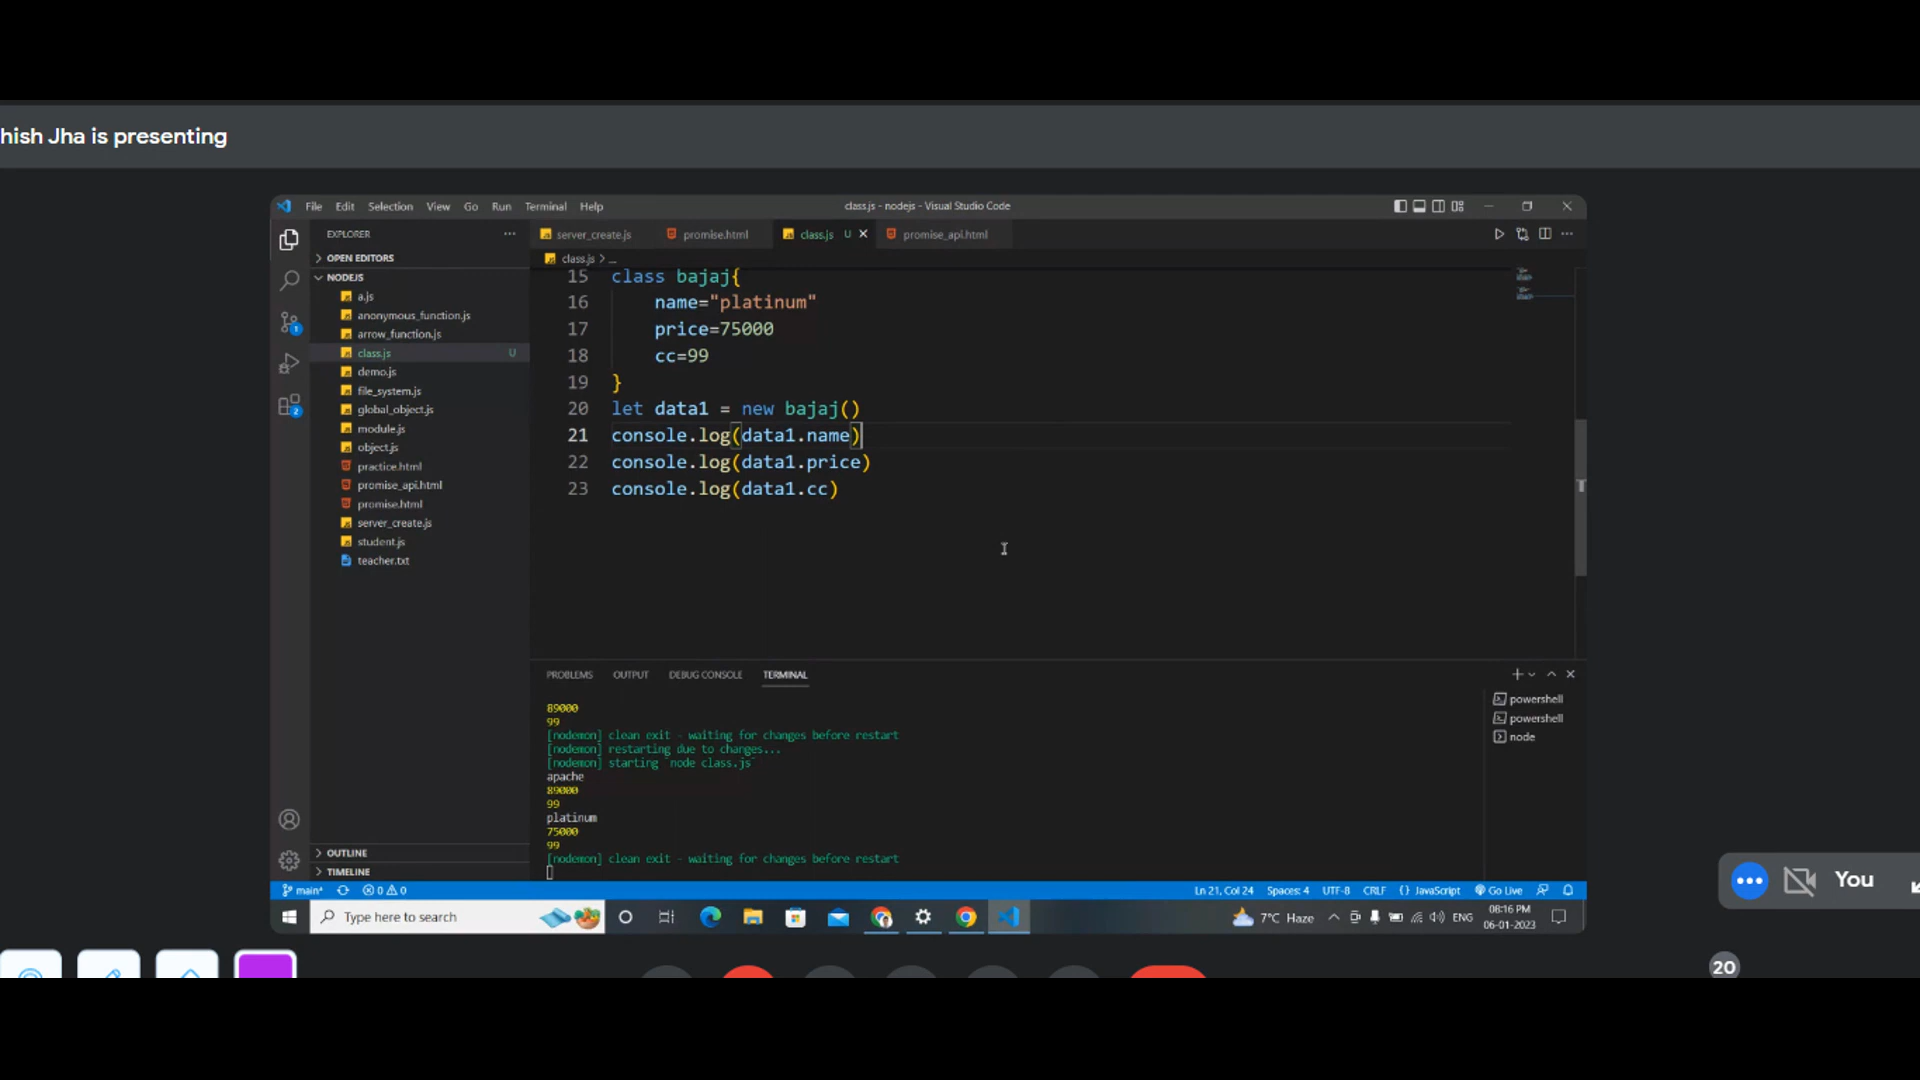 hish Jha is presenting
File Edit Selection View Go Run Terminal Help
class.js - nodejs - Visual Studio Code
EXPLORER
server_create.js
promise.html
class.js U
promise_api.html
OPEN EDITORS
class.js > ...
NODEJS
a.js
anonymous_function.js
arrow_function.js
class.js U
demo.js
file_system.js
global_object.js
module.js
object.js
practice.html
promise_api.html
promise.html
server_create.js
student.js
teacher.txt
15 class bajaj{
16 name="platinum"
17 price=75000
18 cc=99
19 }
20 let data1 = new bajaj()
21 console.log(data1.name)
22 console.log(data1.price)
23 console.log(data1.cc)
PROBLEMS OUTPUT DEBUG CONSOLE TERMINAL
89000
99
[nodemon] clean exit - waiting for changes before restart
[nodemon] restarting due to changes...
[nodemon] starting `node class.js`
apache
89000
99
platinum
75000
99
[nodemon] clean exit - waiting for changes before restart
powershell
powershell
node
OUTLINE
TIMELINE
main* 0 0
Ln 21, Col 24 Spaces: 4 UTF-8 CRLF {} JavaScript Go Live
Type here to search
7°C Haze ENG
08:16 PM
06-01-2023
You
20